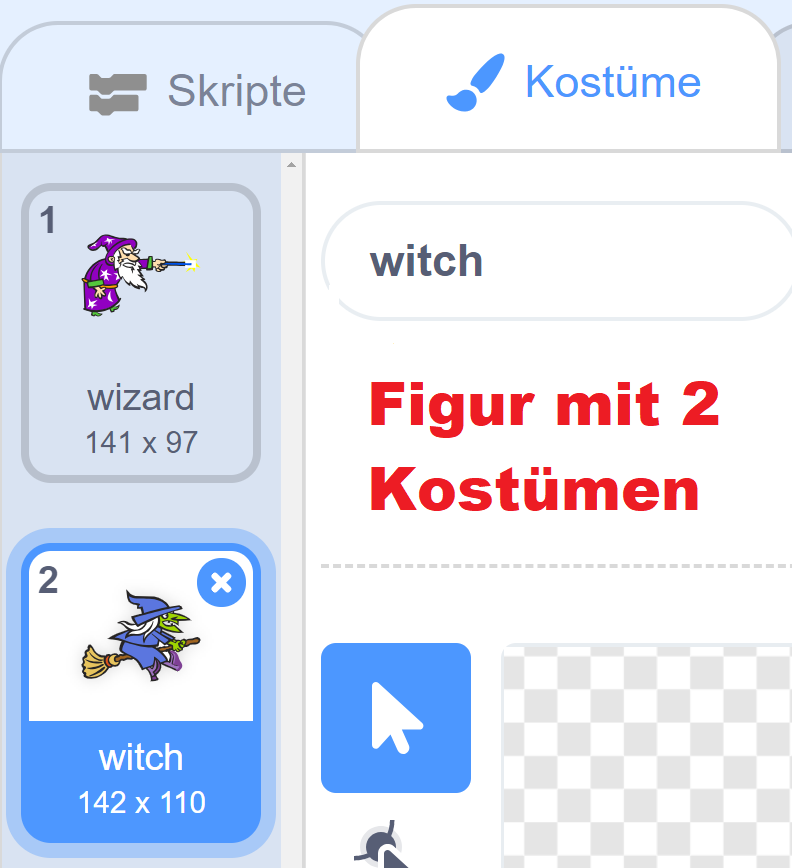 Skripte
Kostüme
1
wizard
141 x 97
2
witch
142 x 110
witch
Figur mit 2
Kostümen